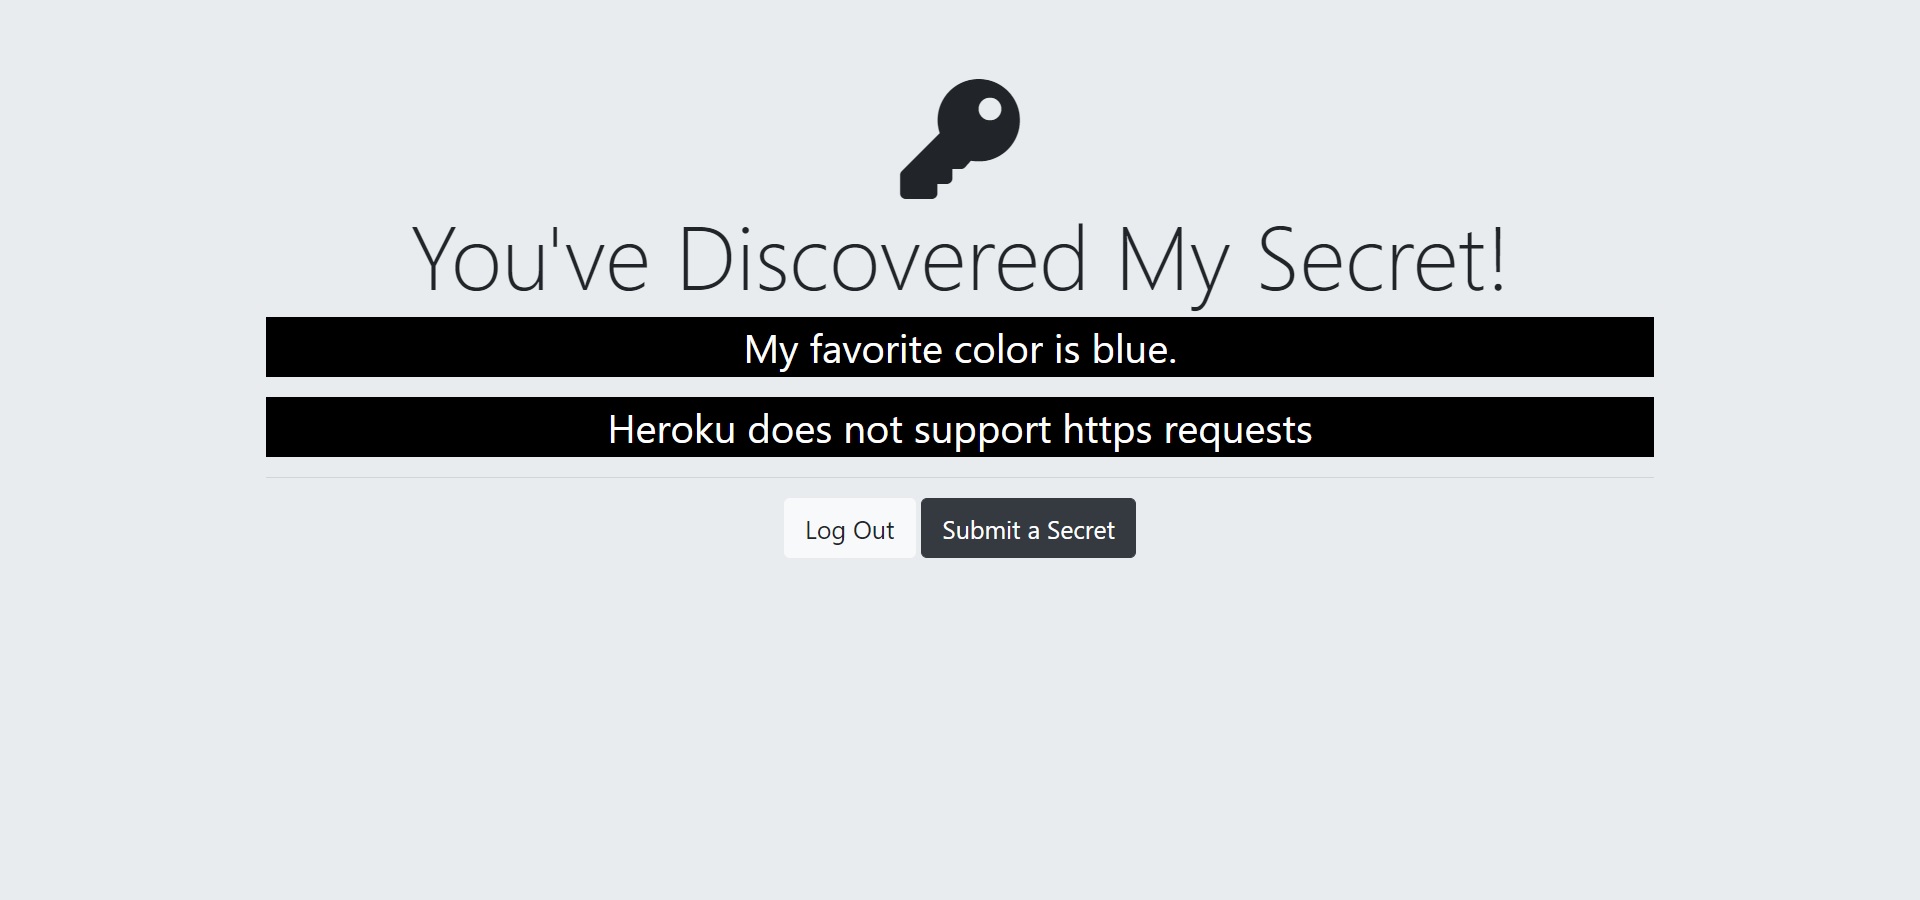 You've Discovered My Secret!
My favorite color is blue.
Heroku does not support https requests
Log Out
Submit a Secret